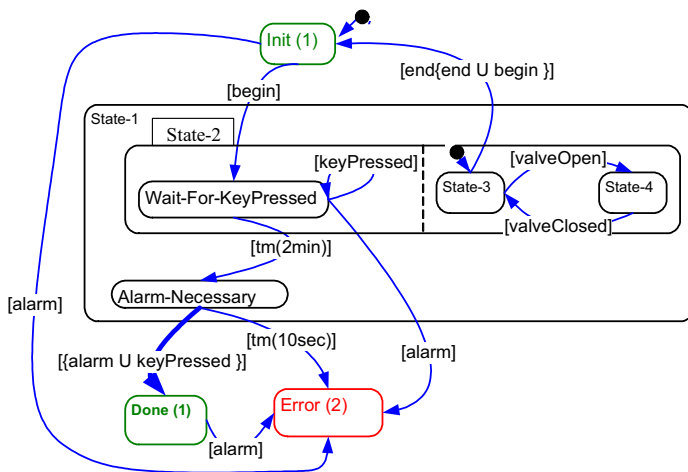 Init (1)
[end{end U begin }]
[begin]
State-1
State-2
[keyPressed]
[valveOpen]
Wait-For-KeyPressed
State-3
State-4
[valveClosed]
[tm(2min)]
Alarm-Necessary
[alarm]
[tm(10sec)]
[alarm]
[{alarm U keyPressed }]
Done (1)
Error (2)
[alarm]